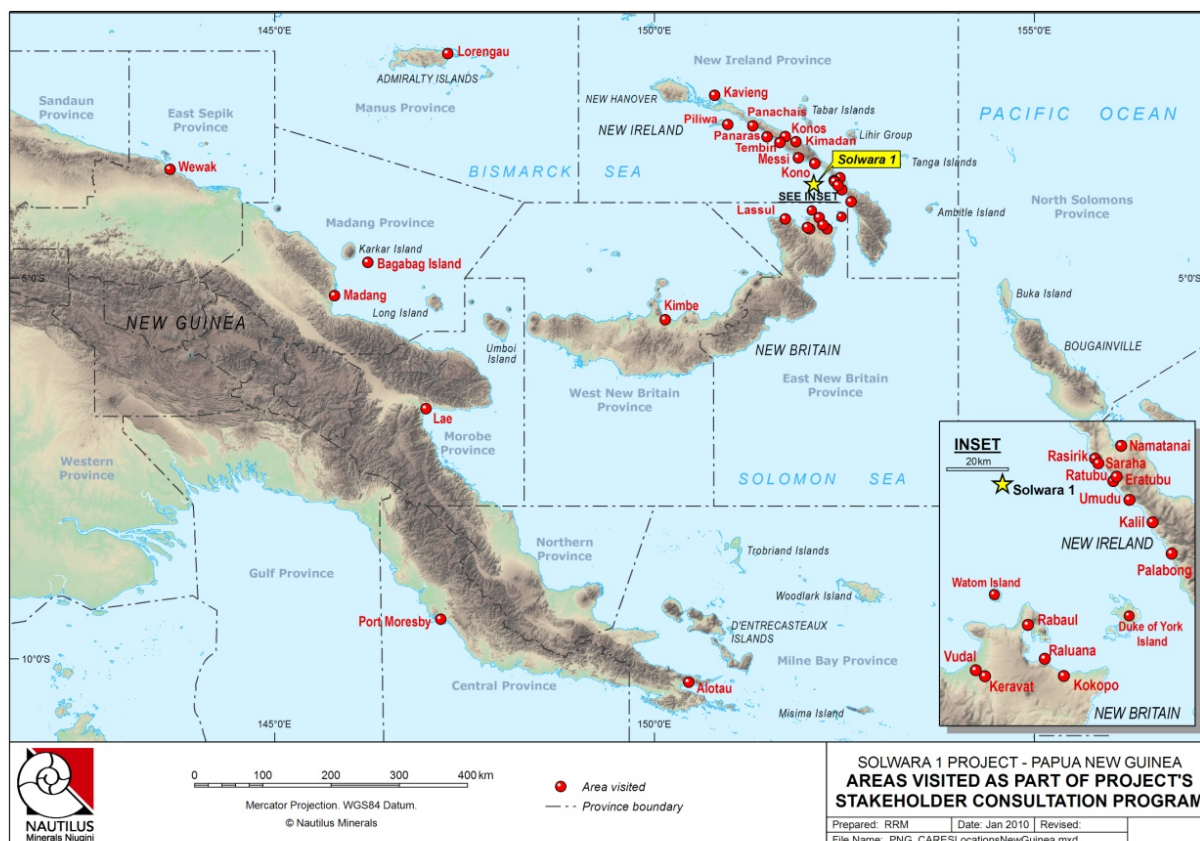 145°0'E
150°0'E
155°0'E
Lorengau
ADMIRALTY ISLANDS
Manus Province
New Ireland Province
Sandaun
Province
East Sepik
Province
NEW HANOVER
Kavieng
Tabar Islands
PACIFIC OCEAN
Piliwa
Panachais
NEW IRELAND
Panaras
Konos
Lihir Group
Tembin
Kimadan
Messi
Solwara 1
Tanga Islands
Kono
Wewak
BISMARCK SEA
SEE INSET
North Solomons
Province
Lassul
Ambitle Island
Madang Province
Karkar Island
Bagabag Island
5°0'S
5°0'S
Madang
Long Island
Kimbe
Buka Island
NEW GUINEA
Umboi
Island
NEW BRITAIN
BOUGAINVILLE
West New Britain
Province
East New Britain
Province
Lae
Morobe
Province
Western
Province
SOLOMON SEA
Northern
Province
Trobriand Islands
Gulf Province
Woodlark Island
Port Moresby
D'ENTRECASTEAUX
ISLANDS
Milne Bay Province
10°0'S
Central Province
Alotau
Misima Island
145°0'E
150°0'E
INSET
20km
Solwara 1
Namatanai
Rasirik
Saraha
Ratubu
Eratubu
Umudu
Kalil
NEW IRELAND
Palabong
Watom Island
Rabaul
Duke of York
Island
Raluana
Vudal
Keravat
Kokopo
NEW BRITAIN
NAUTILUS
Minerals Niugini
0 100 200 300 400 km
Mercator Projection. WGS84 Datum.
© Nautilus Minerals
Area visited
Province boundary
SOLWARA 1 PROJECT - PAPUA NEW GUINEA
AREAS VISITED AS PART OF PROJECT'S
STAKEHOLDER CONSULTATION PROGRAM
Prepared: RRM Date: Jan 2010 Revised:
File Name: PNG_CARESLocationsNewGuinea.mxd